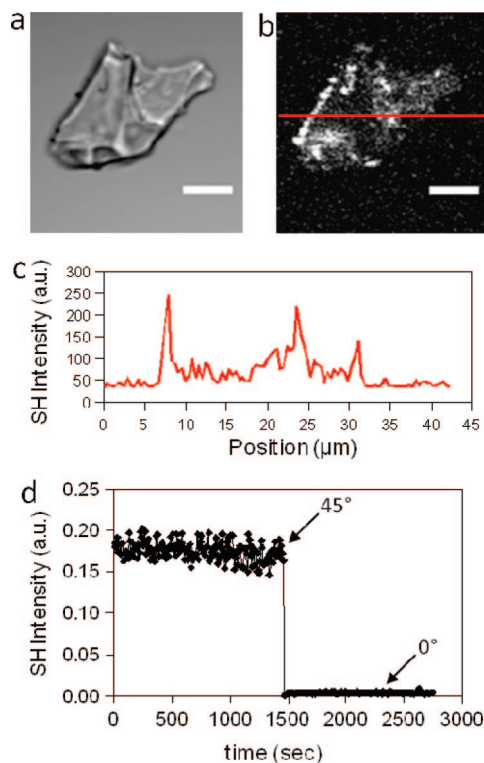 a
b
c
SH Intensity (a.u.)
300
250
200
150
100
50
0
0 5 10 15 20 25 30 35 40 45
Position (µm)
d
SH Intensity (a.u.)
0.25
0.20
0.15
0.10
0.05
0.00
45°
0°
0 500 1000 1500 2000 2500 3000
time (sec)